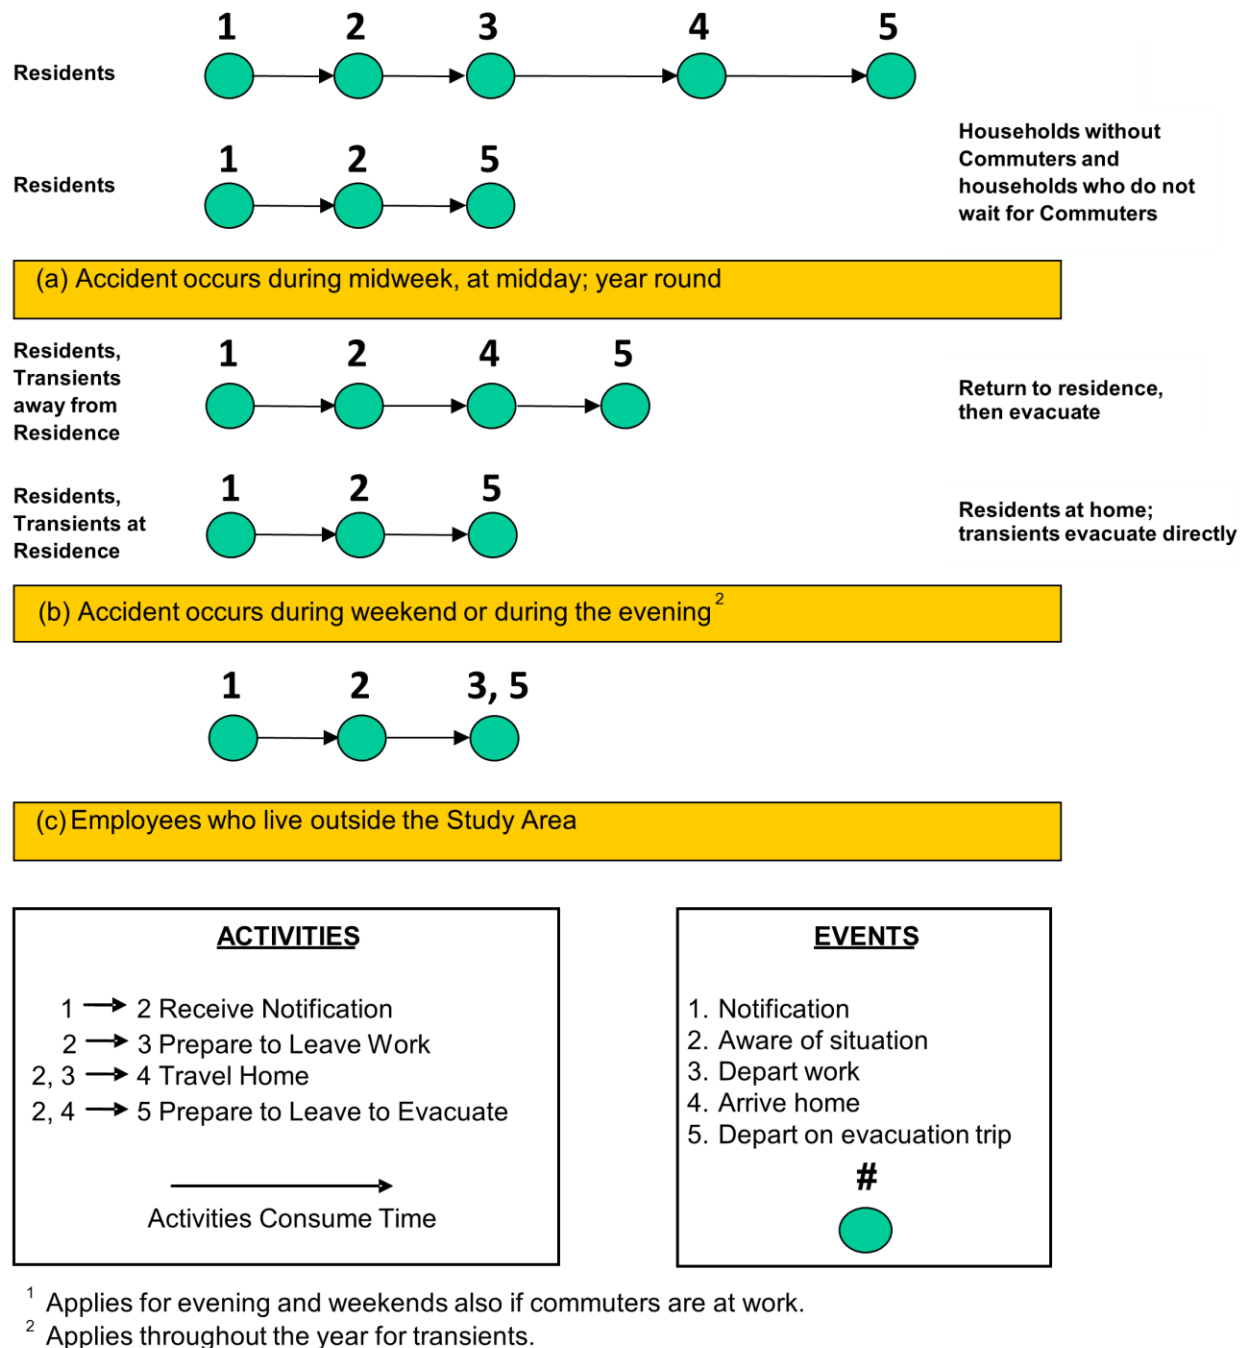 1 2 3 4 5
Residents
Households without
Commuters and
households who do not
wait for Commuters
1 2 5
Residents
(a) Accident occurs during midweek, at midday; year round
Residents,
Transients
away from
Residence
1 2 4 5
Return to residence,
then evacuate
Residents,
Transients at
Residence
1 2 5
Residents at home;
transients evacuate directly
(b) Accident occurs during weekend or during the evening 2
1 2 3, 5
(c) Employees who live outside the Study Area
ACTIVITIES
1 → 2 Receive Notification
2 → 3 Prepare to Leave Work
2, 3 → 4 Travel Home
2, 4 → 5 Prepare to Leave to Evacuate
Activities Consume Time
EVENTS
1. Notification
2. Aware of situation
3. Depart work
4. Arrive home
5. Depart on evacuation trip
#
1 Applies for evening and weekends also if commuters are at work.
2 Applies throughout the year for transients.